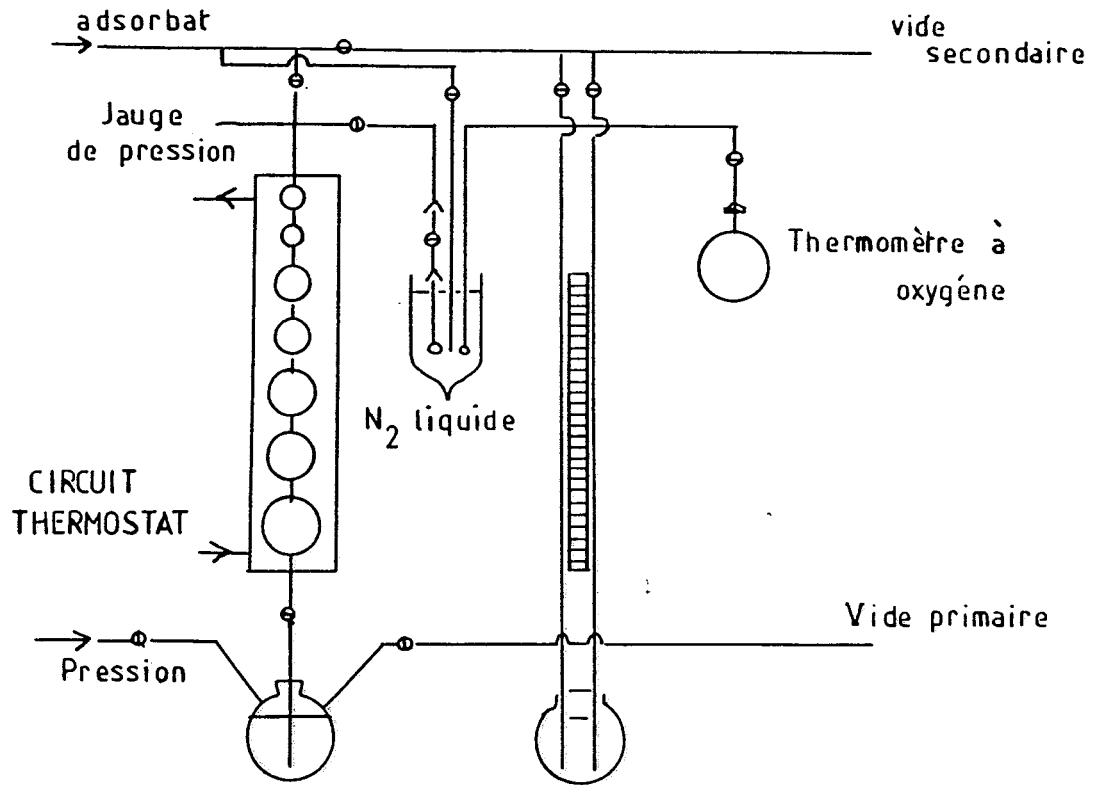 adsorbat
vide
secondaire
Jauge
de pression
Thermomètre à
oxygéne
N2 liquide
CIRCUIT
THERMOSTAT
Vide primaire
Pression